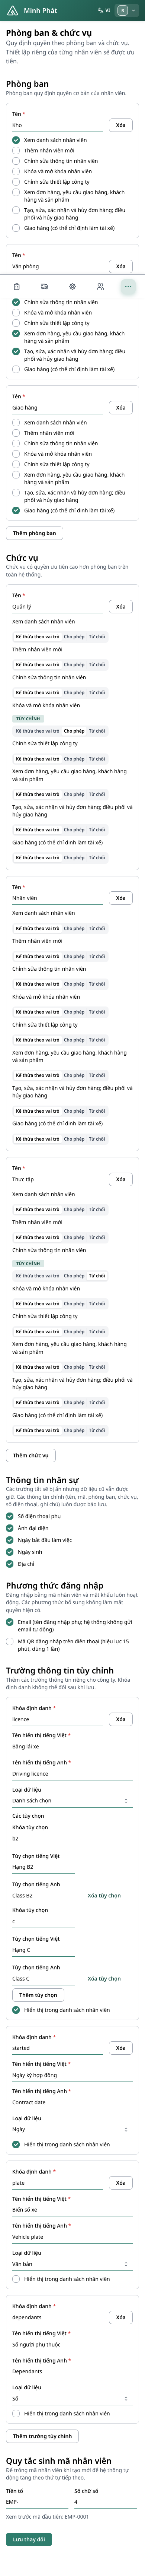 Minh Phát
VI
Phòng ban & chức vụ
Quy định quyền theo phòng ban và chức vụ.
Thiết lập riêng của từng nhân viên sẽ được ưu
tiên.
Phòng ban
Phòng ban quy định quyền cơ bản của nhân viên.
Tên *
Kho
Xóa
Xem danh sách nhân viên
Thêm nhân viên mới
Chỉnh sửa thông tin nhân viên
Khóa và mở khóa nhân viên
Chỉnh sửa thiết lập công ty
Xem đơn hàng, yêu cầu giao hàng, khách
hàng và sản phẩm
Tạo, sửa, xác nhận và hủy đơn hàng; điều
phối và hủy giao hàng
Giao hàng (có thể chỉ định làm tài xế)
Tên *
Văn phòng
Xóa
Chỉnh sửa thông tin nhân viên
Khóa và mở khóa nhân viên
Chỉnh sửa thiết lập công ty
Xem đơn hàng, yêu cầu giao hàng, khách
hàng và sản phẩm
Tạo, sửa, xác nhận và hủy đơn hàng; điều
phối và hủy giao hàng
Giao hàng (có thể chỉ định làm tài xế)
Tên *
Giao hàng
Xóa
Xem danh sách nhân viên
Thêm nhân viên mới
Chỉnh sửa thông tin nhân viên
Khóa và mở khóa nhân viên
Chỉnh sửa thiết lập công ty
Xem đơn hàng, yêu cầu giao hàng, khách
hàng và sản phẩm
Tạo, sửa, xác nhận và hủy đơn hàng; điều
phối và hủy giao hàng
Giao hàng (có thể chỉ định làm tài xế)
Thêm phòng ban
Chức vụ
Chức vụ có quyền ưu tiên cao hơn phòng ban trên
toàn hệ thống.
Tên *
Quản lý
Xóa
Xem danh sách nhân viên
Kế thừa theo vai trò Cho phép Từ chối
Thêm nhân viên mới
Kế thừa theo vai trò Cho phép Từ chối
Chỉnh sửa thông tin nhân viên
Kế thừa theo vai trò Cho phép Từ chối
Khóa và mở khóa nhân viên
TÙY CHỈNH
Kế thừa theo vai trò Cho phép Từ chối
Chỉnh sửa thiết lập công ty
Kế thừa theo vai trò Cho phép Từ chối
Xem đơn hàng, yêu cầu giao hàng, khách hàng
và sản phẩm
Kế thừa theo vai trò Cho phép Từ chối
Tạo, sửa, xác nhận và hủy đơn hàng; điều phối và
hủy giao hàng
Kế thừa theo vai trò Cho phép Từ chối
Giao hàng (có thể chỉ định làm tài xế)
Kế thừa theo vai trò Cho phép Từ chối
Tên *
Nhân viên
Xóa
Xem danh sách nhân viên
Kế thừa theo vai trò Cho phép Từ chối
Thêm nhân viên mới
Kế thừa theo vai trò Cho phép Từ chối
Chỉnh sửa thông tin nhân viên
Kế thừa theo vai trò Cho phép Từ chối
Khóa và mở khóa nhân viên
Kế thừa theo vai trò Cho phép Từ chối
Chỉnh sửa thiết lập công ty
Kế thừa theo vai trò Cho phép Từ chối
Xem đơn hàng, yêu cầu giao hàng, khách hàng
và sản phẩm
Kế thừa theo vai trò Cho phép Từ chối
Tạo, sửa, xác nhận và hủy đơn hàng; điều phối và
hủy giao hàng
Kế thừa theo vai trò Cho phép Từ chối
Giao hàng (có thể chỉ định làm tài xế)
Kế thừa theo vai trò Cho phép Từ chối
Tên *
Thực tập
Xóa
Xem danh sách nhân viên
Kế thừa theo vai trò Cho phép Từ chối
Thêm nhân viên mới
Kế thừa theo vai trò Cho phép Từ chối
Chỉnh sửa thông tin nhân viên
TÙY CHỈNH
Kế thừa theo vai trò Cho phép Từ chối
Khóa và mở khóa nhân viên
Kế thừa theo vai trò Cho phép Từ chối
Chỉnh sửa thiết lập công ty
Kế thừa theo vai trò Cho phép Từ chối
Xem đơn hàng, yêu cầu giao hàng, khách hàng
và sản phẩm
Kế thừa theo vai trò Cho phép Từ chối
Tạo, sửa, xác nhận và hủy đơn hàng; điều phối và
hủy giao hàng
Kế thừa theo vai trò Cho phép Từ chối
Giao hàng (có thể chỉ định làm tài xế)
Kế thừa theo vai trò Cho phép Từ chối
Thêm chức vụ
Thông tin nhân sự
Các trường tắt sẽ bị ẩn nhưng dữ liệu cũ vẫn được
giữ. Các thông tin chính (tên, mã, phòng ban, chức vụ,
số điện thoại, ghi chú) luôn được bảo lưu.
Số điện thoại phụ
Ảnh đại diện
Ngày bắt đầu làm việc
Ngày sinh
Địa chỉ
Phương thức đăng nhập
Đăng nhập bằng mã nhân viên và mật khẩu luôn hoạt
động. Các phương thức bổ sung không làm mất
quyền hiện có.
Email (tên đăng nhập phụ; hệ thống không gửi
email tự động)
Mã QR đăng nhập trên điện thoại (hiệu lực 15
phút, dùng 1 lần)
Trường thông tin tùy chỉnh
Thêm các trường thông tin riêng cho công ty. Khóa
định danh không thể đổi sau khi lưu.
Khóa định danh *
licence
Xóa
Tên hiển thị tiếng Việt *
Bằng lái xe
Tên hiển thị tiếng Anh *
Driving licence
Loại dữ liệu
Danh sách chọn
Các tùy chọn
Khóa tùy chọn
b2
Tùy chọn tiếng Việt
Hạng B2
Tùy chọn tiếng Anh
Class B2
Xóa tùy chọn
Khóa tùy chọn
c
Tùy chọn tiếng Việt
Hạng C
Tùy chọn tiếng Anh
Class C
Xóa tùy chọn
Thêm tùy chọn
Hiển thị trong danh sách nhân viên
Khóa định danh *
started
Xóa
Tên hiển thị tiếng Việt *
Ngày ký hợp đồng
Tên hiển thị tiếng Anh *
Contract date
Loại dữ liệu
Ngày
Hiển thị trong danh sách nhân viên
Khóa định danh *
plate
Xóa
Tên hiển thị tiếng Việt *
Biển số xe
Tên hiển thị tiếng Anh *
Vehicle plate
Loại dữ liệu
Văn bản
Hiển thị trong danh sách nhân viên
Khóa định danh *
dependants
Xóa
Tên hiển thị tiếng Việt *
Số người phụ thuộc
Tên hiển thị tiếng Anh *
Dependants
Loại dữ liệu
Số
Hiển thị trong danh sách nhân viên
Thêm trường tùy chỉnh
Quy tắc sinh mã nhân viên
Để trống mã nhân viên khi tạo mới để hệ thống tự
động tăng theo thứ tự tiếp theo.
Tiền tố
Số chữ số
EMP-
4
Xem trước mã đầu tiên: EMP-0001
Lưu thay đổi